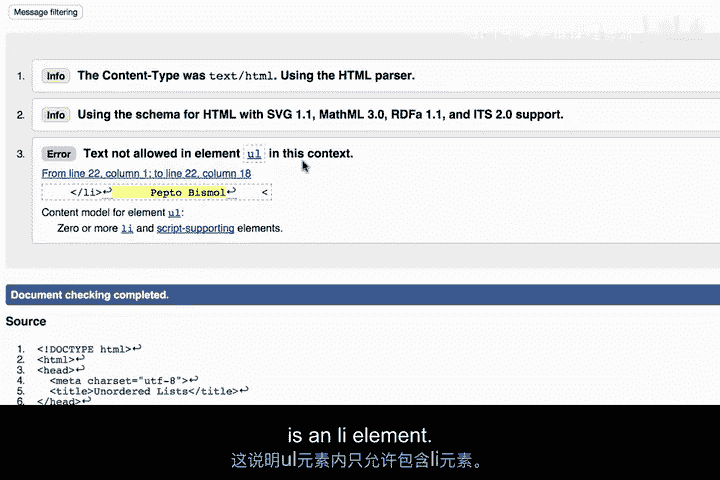 Message filtering
1. Info The Content-Type was text/html. Using the HTML parser.
2. Info Using the schema for HTML with SVG 1.1, MathML 3.0, RDFa 1.1, and ITS 2.0 support.
3. Error Text not allowed in element ul in this context.
From line 22, column 1; to line 22, column 18
</li>↩ Pepto Bismol↩ <
Content model for element ul:
Zero or more li and script-supporting elements.
Document checking completed.
Source
1. <!DOCTYPE html>↩
2. <html>↩
3. <head>↩
4. <meta charset="utf-8">↩
5. <title>Unordered Lists</title>↩
6. </head>↩
is an li element.
这说明ul元素内只允许包含li元素。